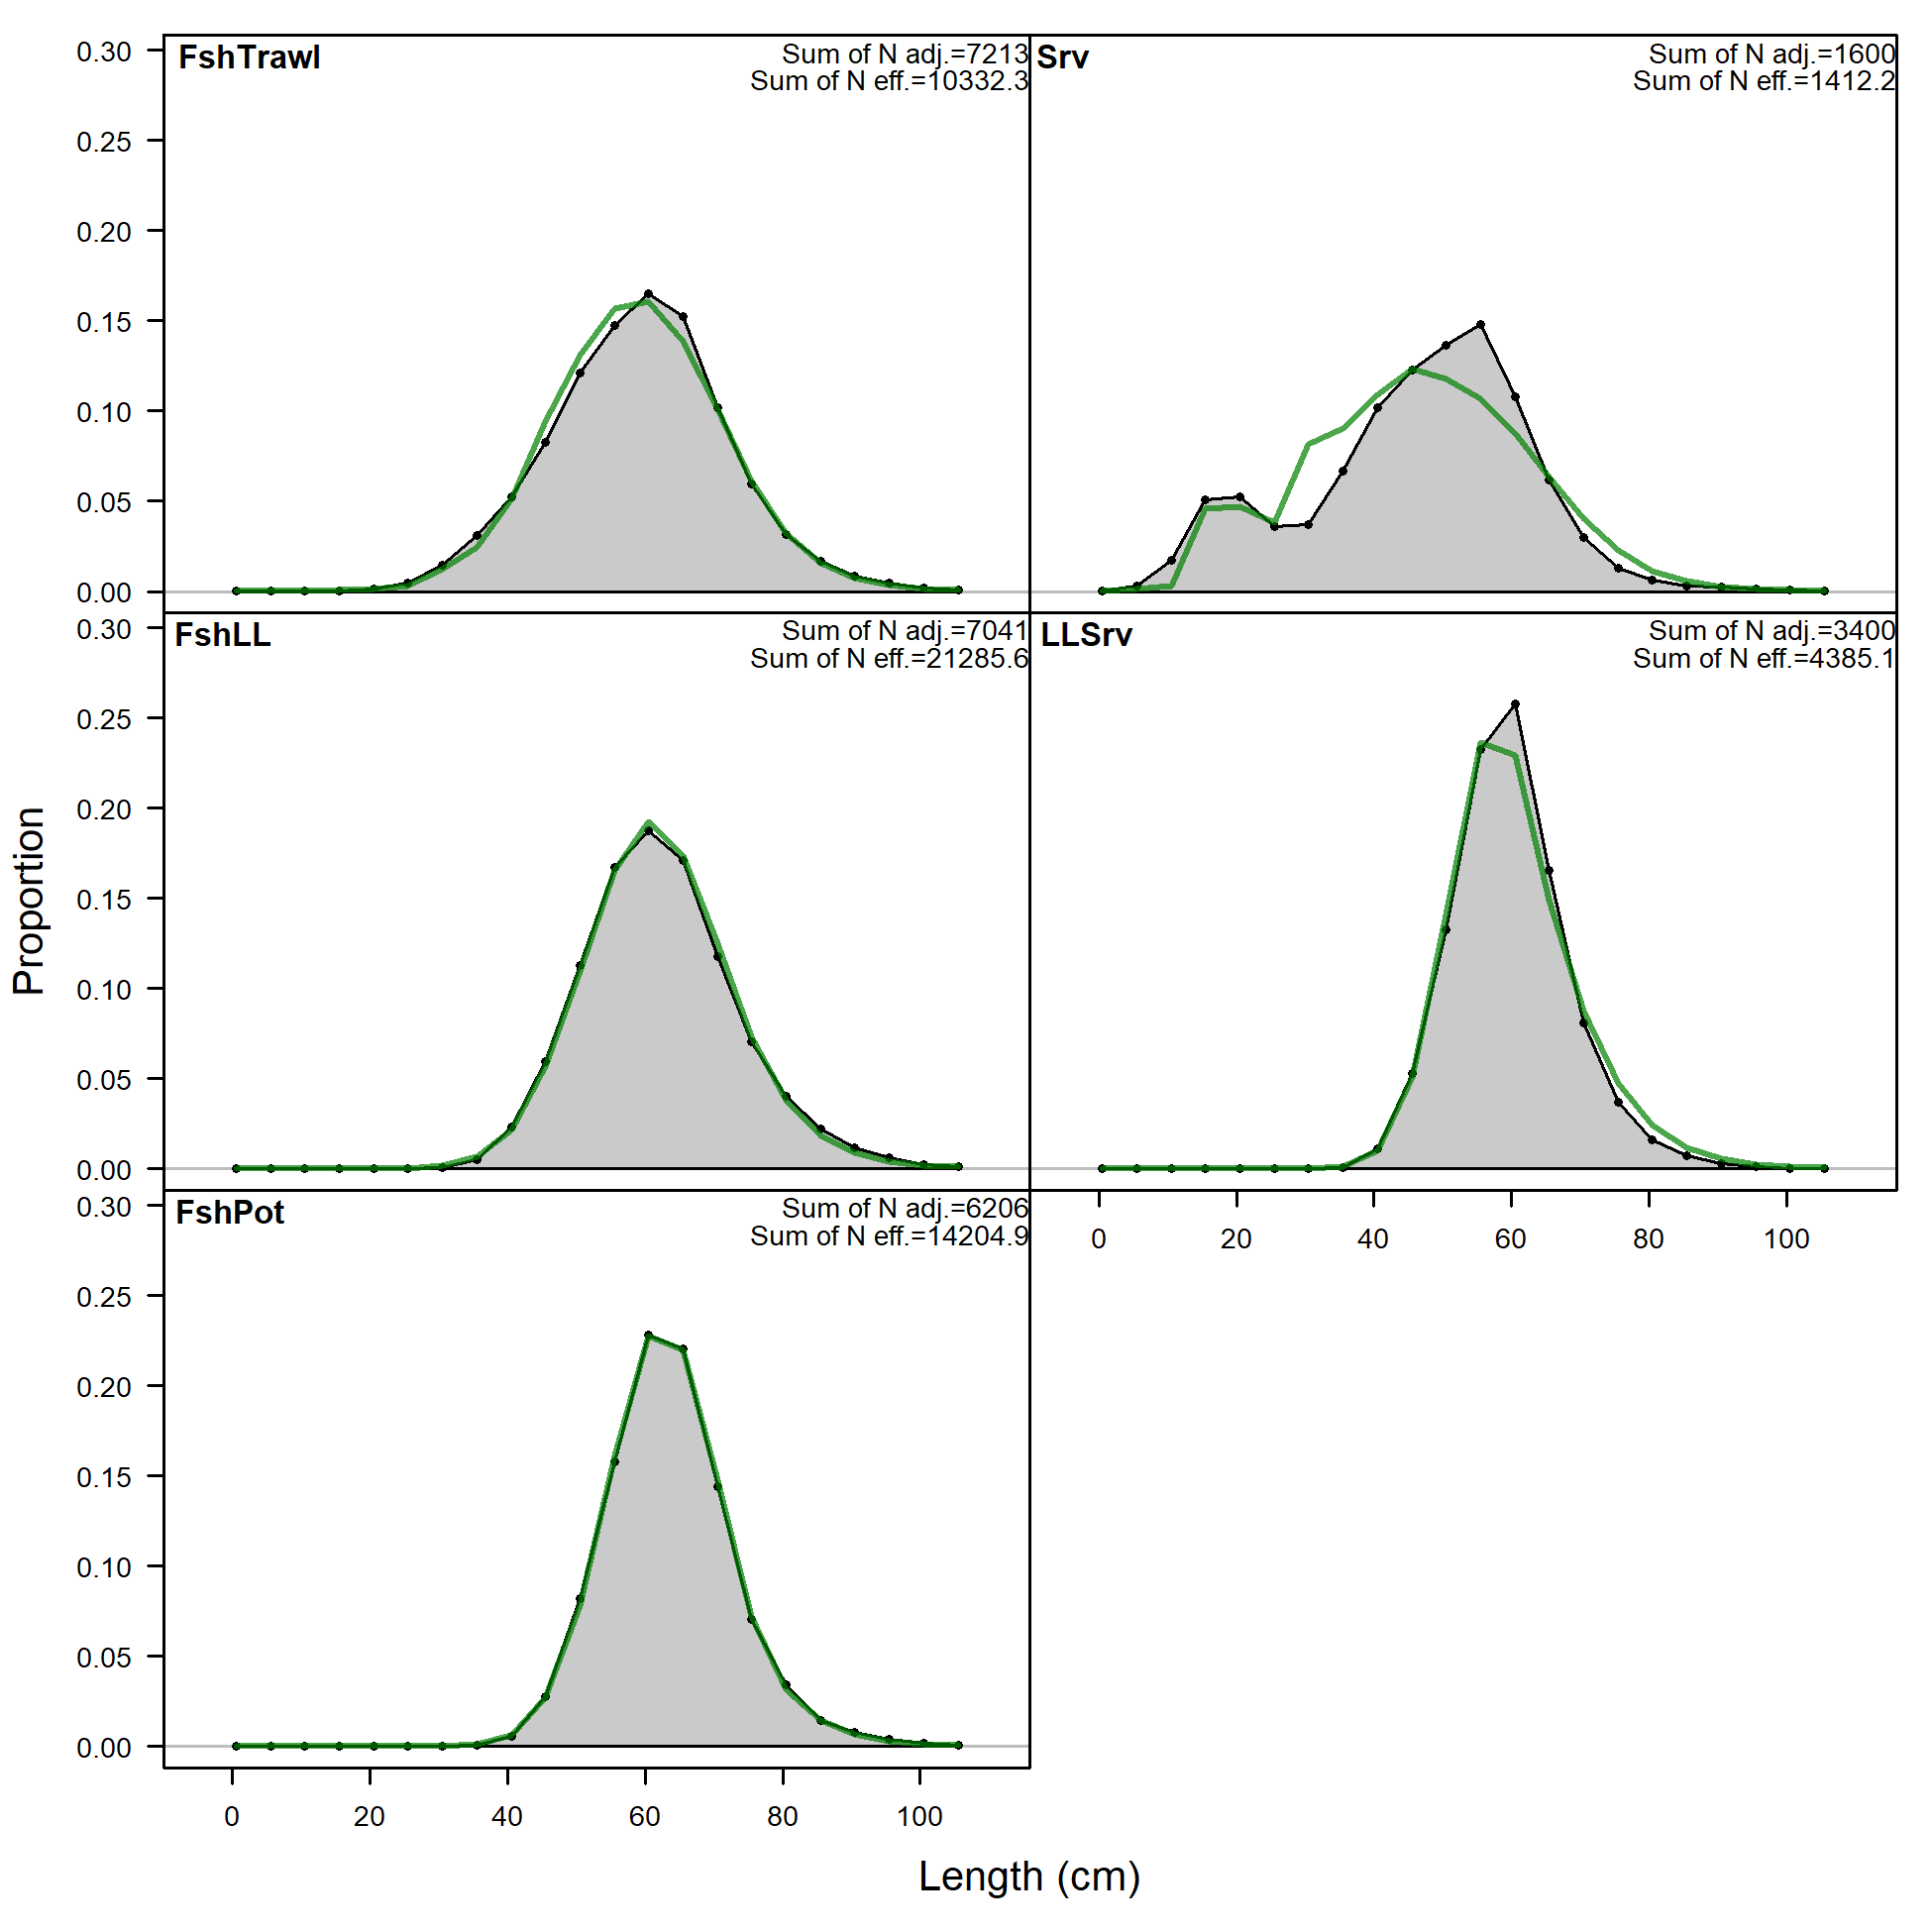 FshTrawl
Sum of N adj.=7213
Sum of N eff.=10332.3
0.30
0.25
0.20
0.15
0.10
0.05
0.00
Srv
Sum of N adj.=1600
Sum of N eff.=1412.2
FshLL
Sum of N adj.=7041
Sum of N eff.=21285.6
0.30
0.25
0.20
0.15
0.10
0.05
0.00
LLSrv
Sum of N adj.=3400
Sum of N eff.=4385.1
0 20 40 60 80 100
FshPot
Sum of N adj.=6206
Sum of N eff.=14204.9
0.30
0.25
0.20
0.15
0.10
0.05
0.00
0 20 40 60 80 100
Proportion
Length (cm)